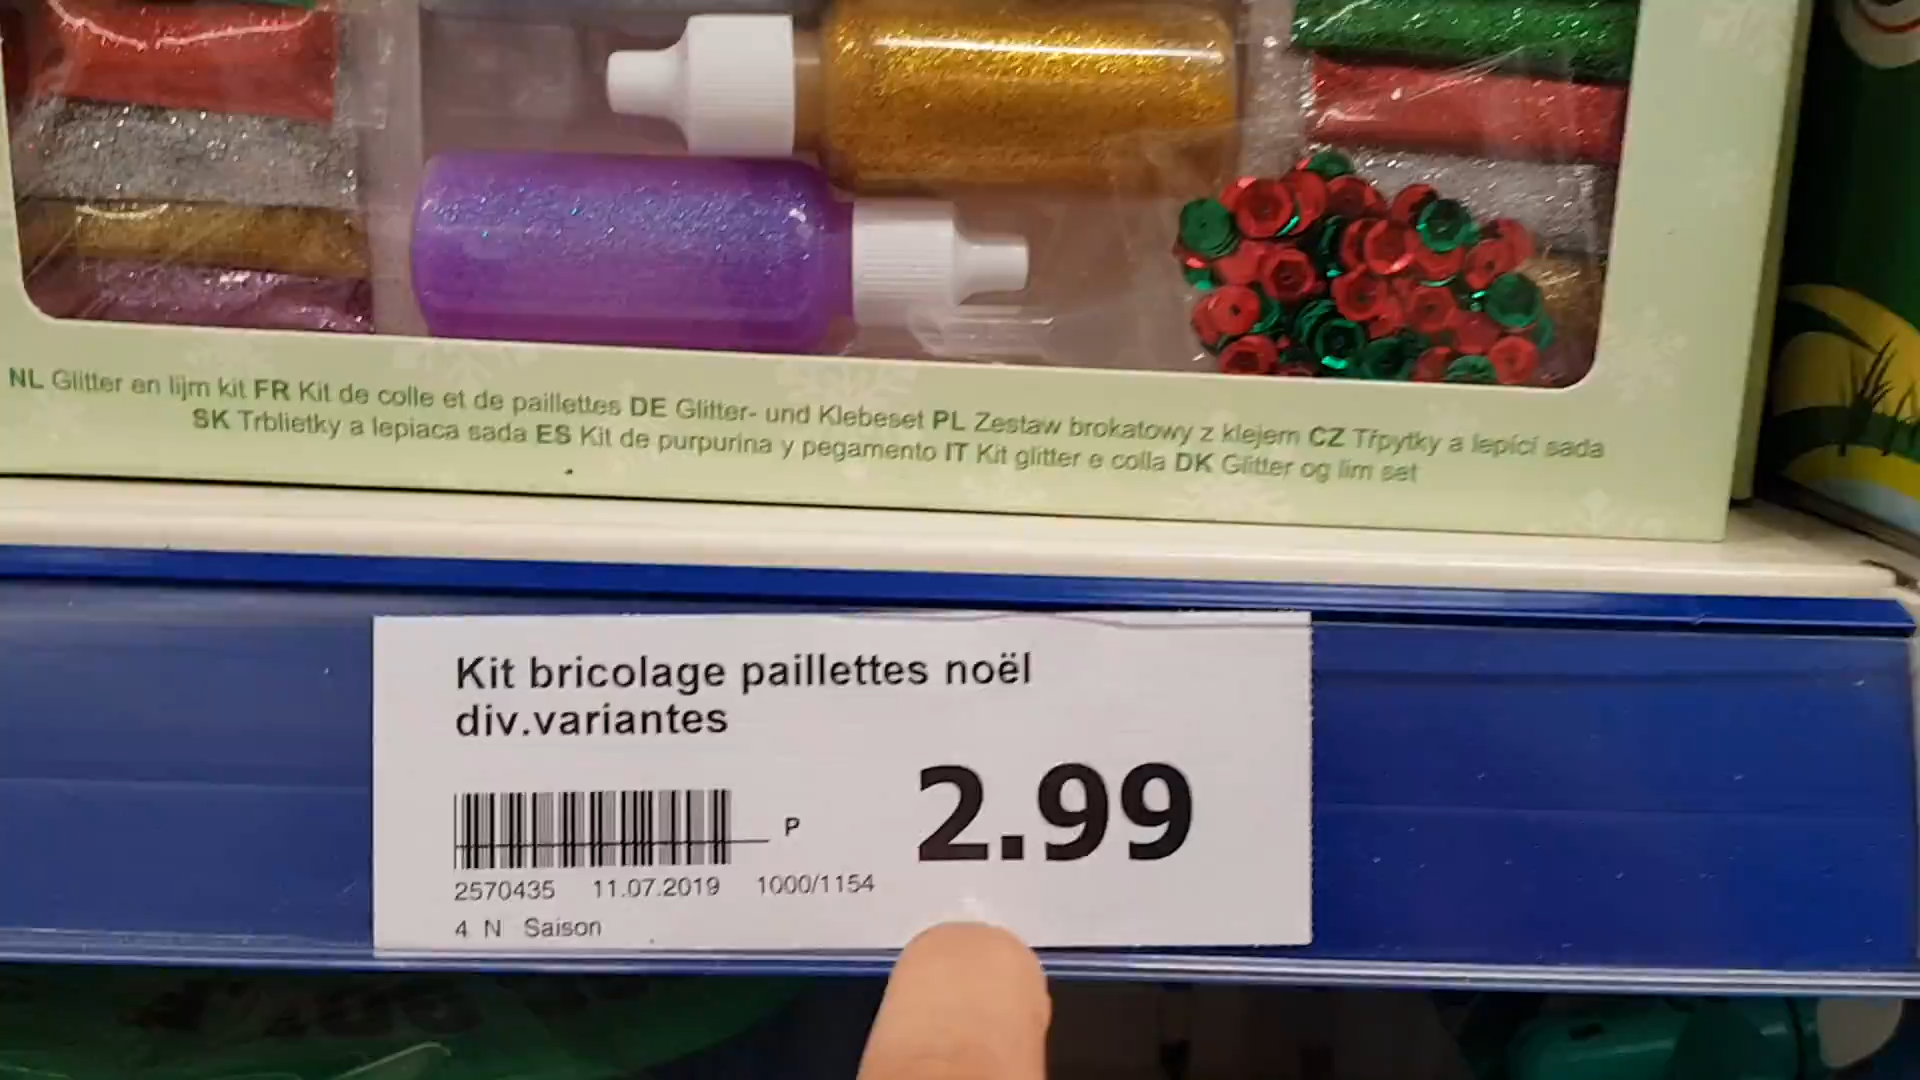 NL Glitter en lijm kit FR Kit de colle et de paillettes DE Glitter- und Klebeset PL Zestaw brokatowy z klejem CZ Třpytky a lepící sada
SK Trblietky a lepiaca sada ES Kit de purpurina y pegamento IT Kit glitter e colla DK Glitter og lim set
Kit bricolage paillettes noël
div.variantes
P
2.99
2570435 11.07.2019 1000/1154
4 N Saison